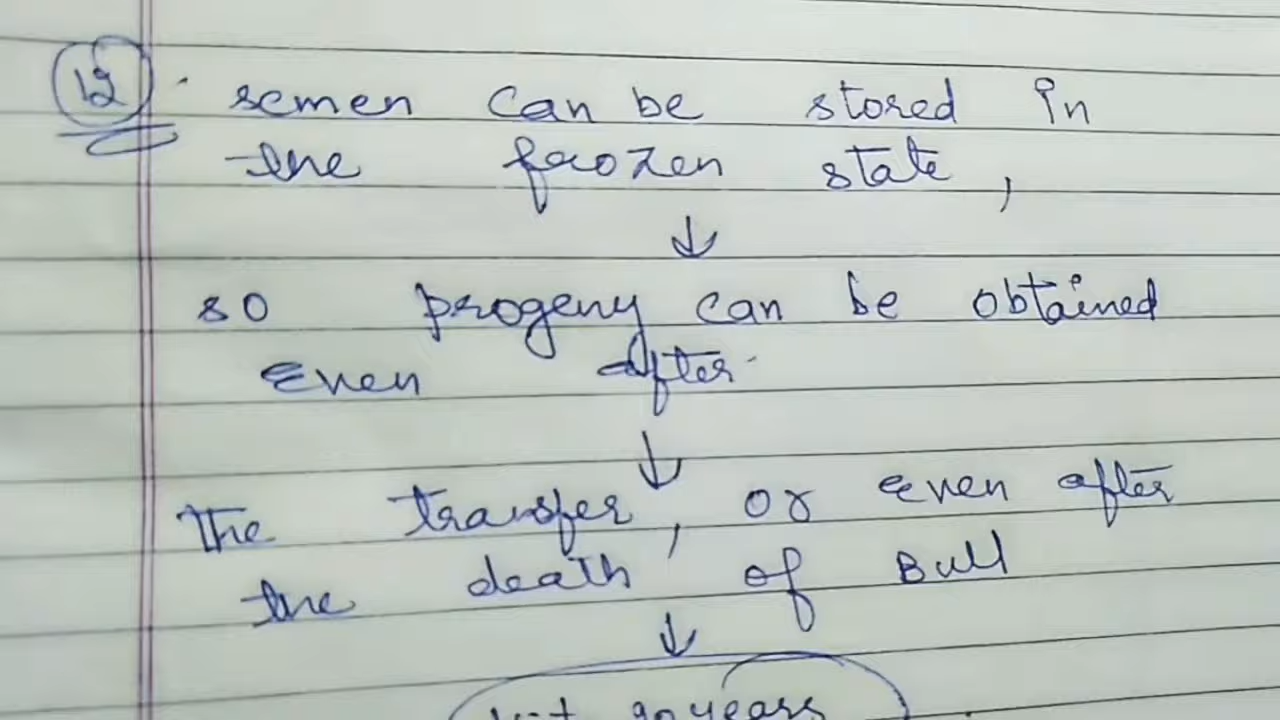 12
semen can be stored in
the frozen state,
↓
so progeny can be obtained
even after
↓
The transfer, or even after
the death of Bull
↓
years